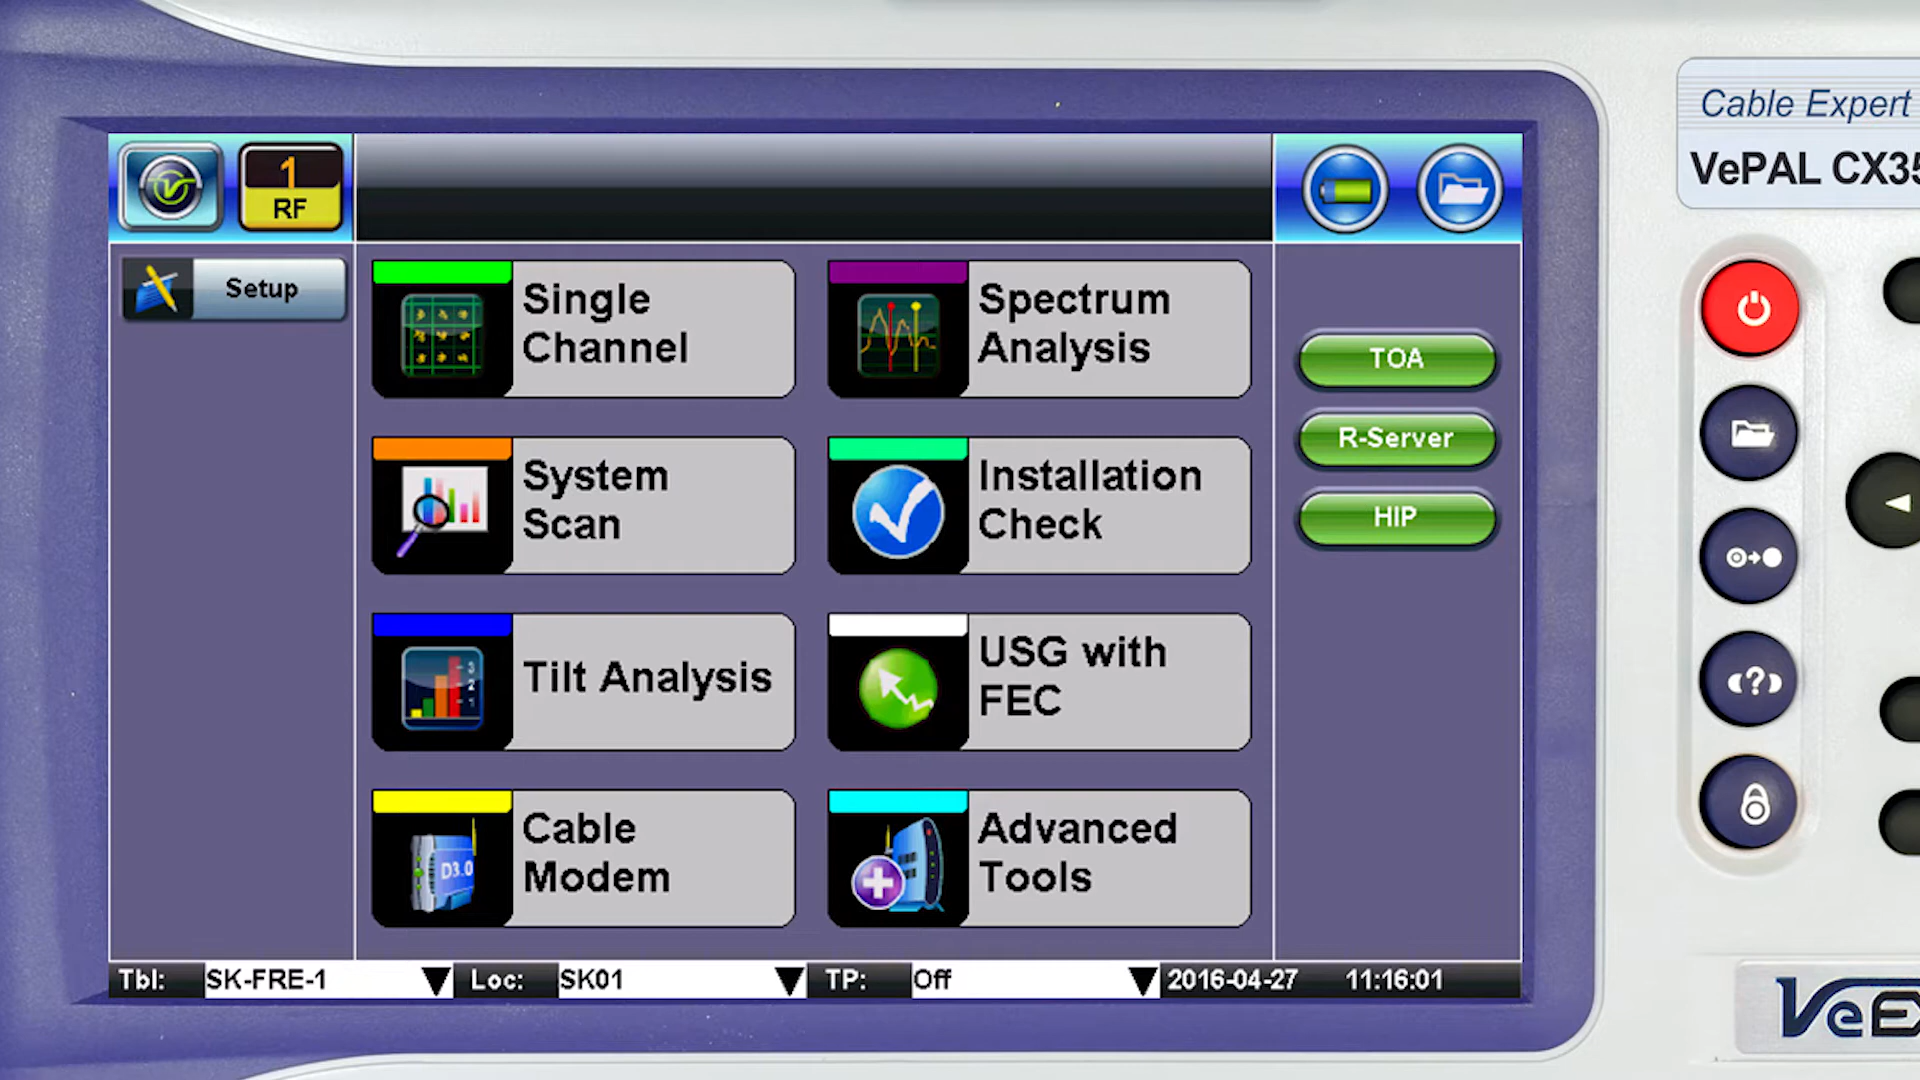 Cable Expert
VePAL CX35
1
RF
Setup
Single
Channel
Spectrum
Analysis
TOA
System
Scan
Installation
Check
R-Server
HIP
Tilt Analysis
USG with
FEC
D3.0
Cable
Modem
Advanced
Tools
Tbl: SK-FRE-1 Loc: SK01 TP: Off 2016-04-27 11:16:01
VeEX